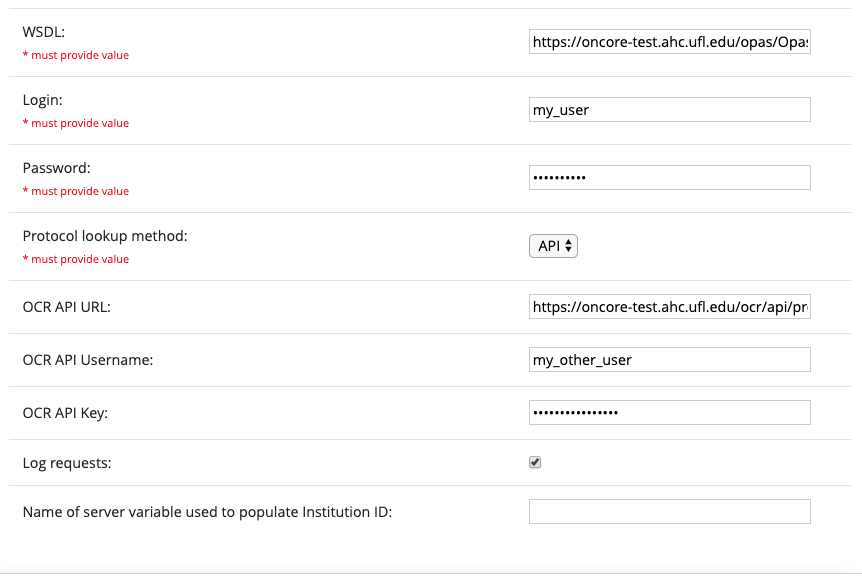 WSDL:
* must provide value
https://oncore-test.ahc.ufl.edu/opas/Opas
Login:
* must provide value
my_user
Password:
* must provide value
••••••••••
Protocol lookup method:
* must provide value
API
OCR API URL:
https://oncore-test.ahc.ufl.edu/ocr/api/pr
OCR API Username:
my_other_user
OCR API Key:
••••••••••••••••
Log requests:
Name of server variable used to populate Institution ID: